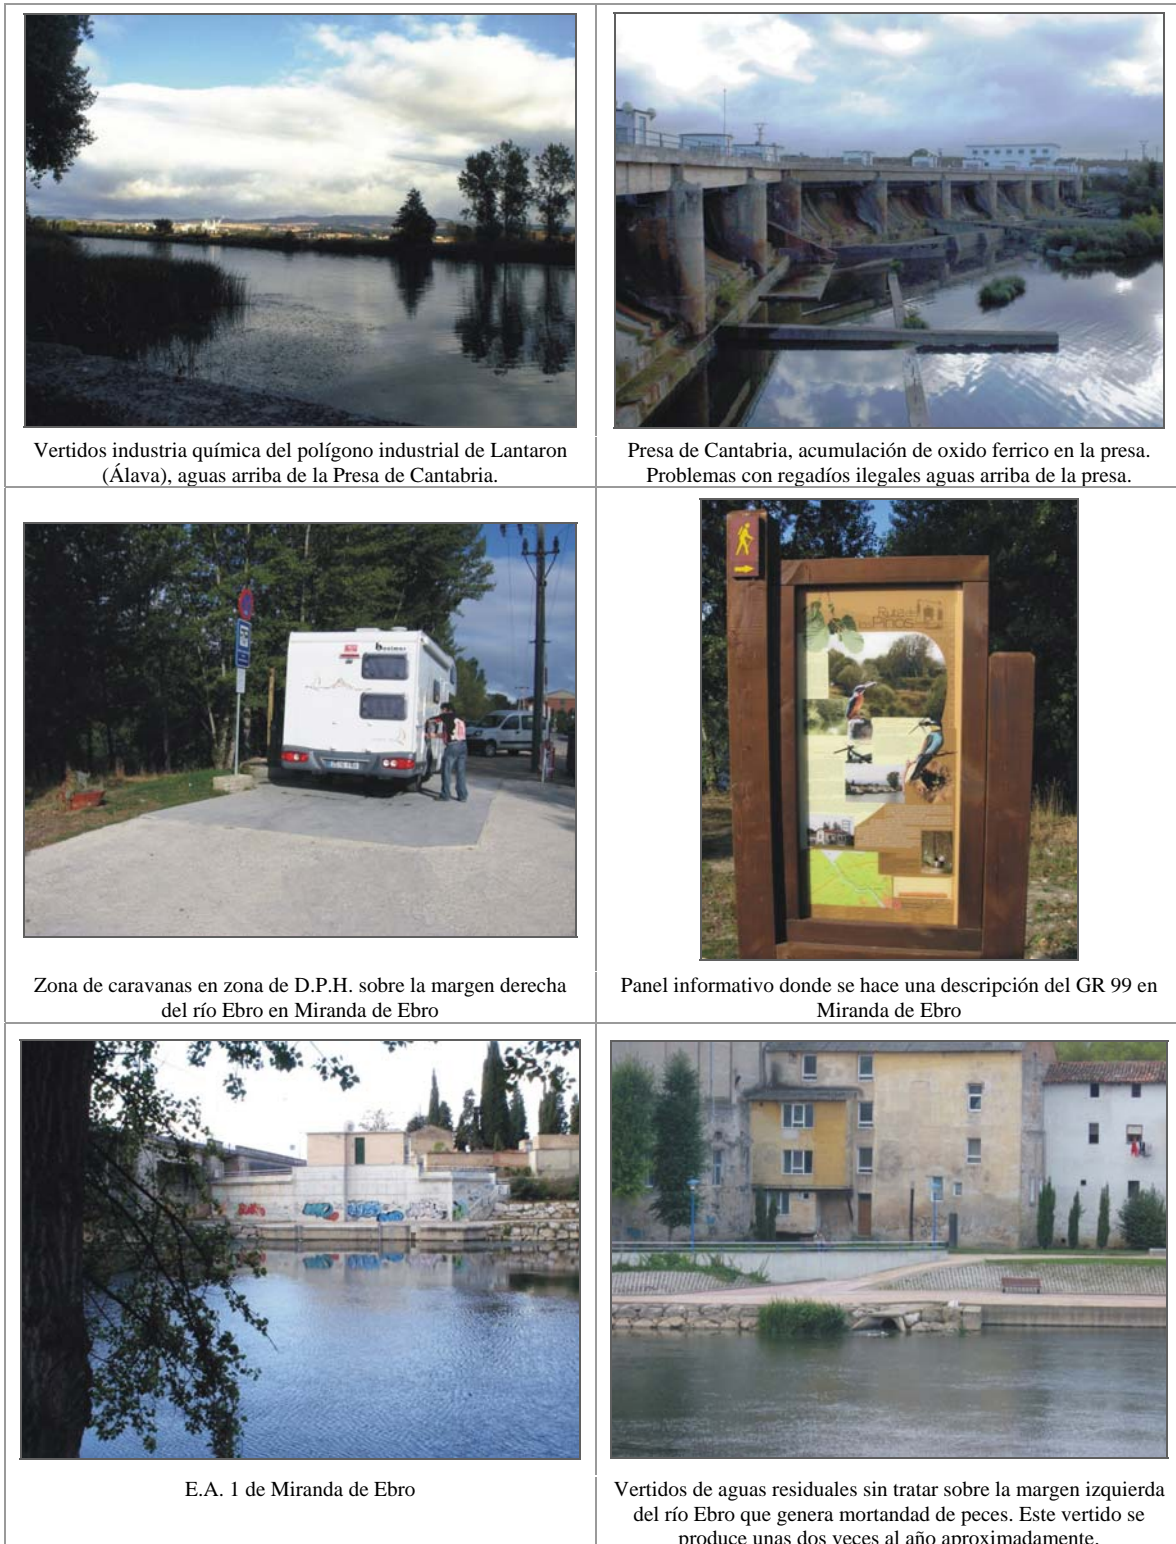 Vertidos industria química del polígono industrial de Lantaron
(Álava), aguas arriba de la Presa de Cantabria.
Presa de Cantabria, acumulación de oxido ferrico en la presa.
Problemas con regadíos ilegales aguas arriba de la presa.
Ruta
Pinos
Zona de caravanas en zona de D.P.H. sobre la margen derecha
del río Ebro en Miranda de Ebro
Panel informativo donde se hace una descripción del GR 99 en
Miranda de Ebro
E.A. 1 de Miranda de Ebro
Vertidos de aguas residuales sin tratar sobre la margen izquierda
del río Ebro que genera mortandad de peces. Este vertido se
produce unas dos veces al año aproximadamente.